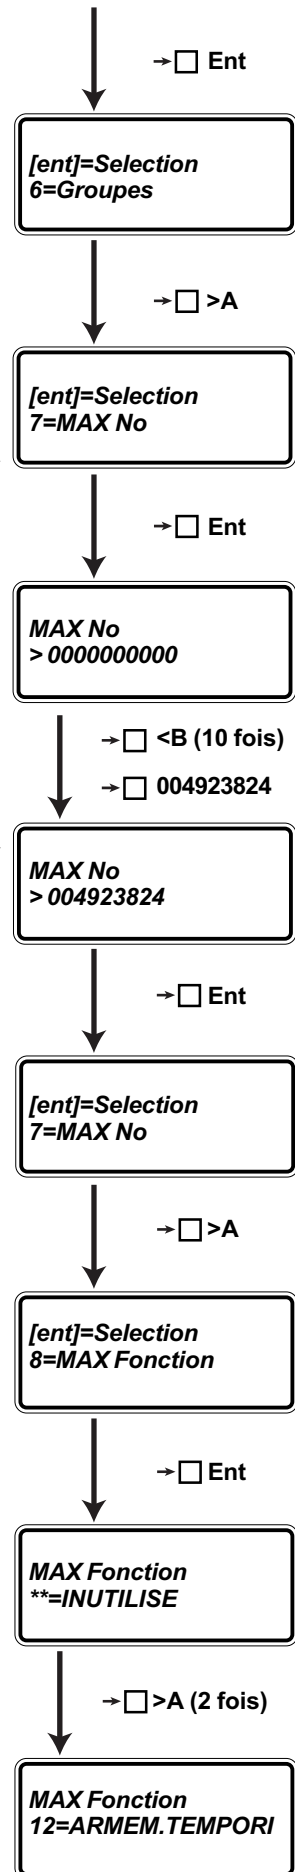 →□ Ent
[ent]=Selection
6=Groupes
→□ >A
[ent]=Selection
7=MAX No
→□ Ent
MAX No
> 0000000000
→□ <B (10 fois)
→□ 004923824
MAX No
> 004923824
→□ Ent
[ent]=Selection
7=MAX No
→□ >A
[ent]=Selection
8=MAX Fonction
→□ Ent
MAX Fonction
**=INUTILISE
→□ >A (2 fois)
MAX Fonction
12=ARMEM.TEMPORI